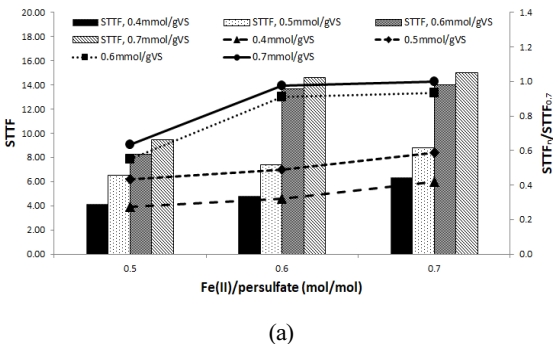 STTF, 0.4mmol/gVS STTF, 0.5mmol/gVS STTF, 0.6mmol/gVS
STTF, 0.7mmol/gVS 0.4mmol/gVS 0.5mmol/gVS
0.6mmol/gVS 0.7mmol/gVS
20.00
18.00
16.00
14.00
12.00
10.00
8.00
6.00
4.00
2.00
0.00
STTF
1.4
1.2
1.0
0.8
0.6
0.4
0.2
0.0
STTFn/STTF0.7
0.5 0.6 0.7
Fe(II)/persulfate (mol/mol)
(a)